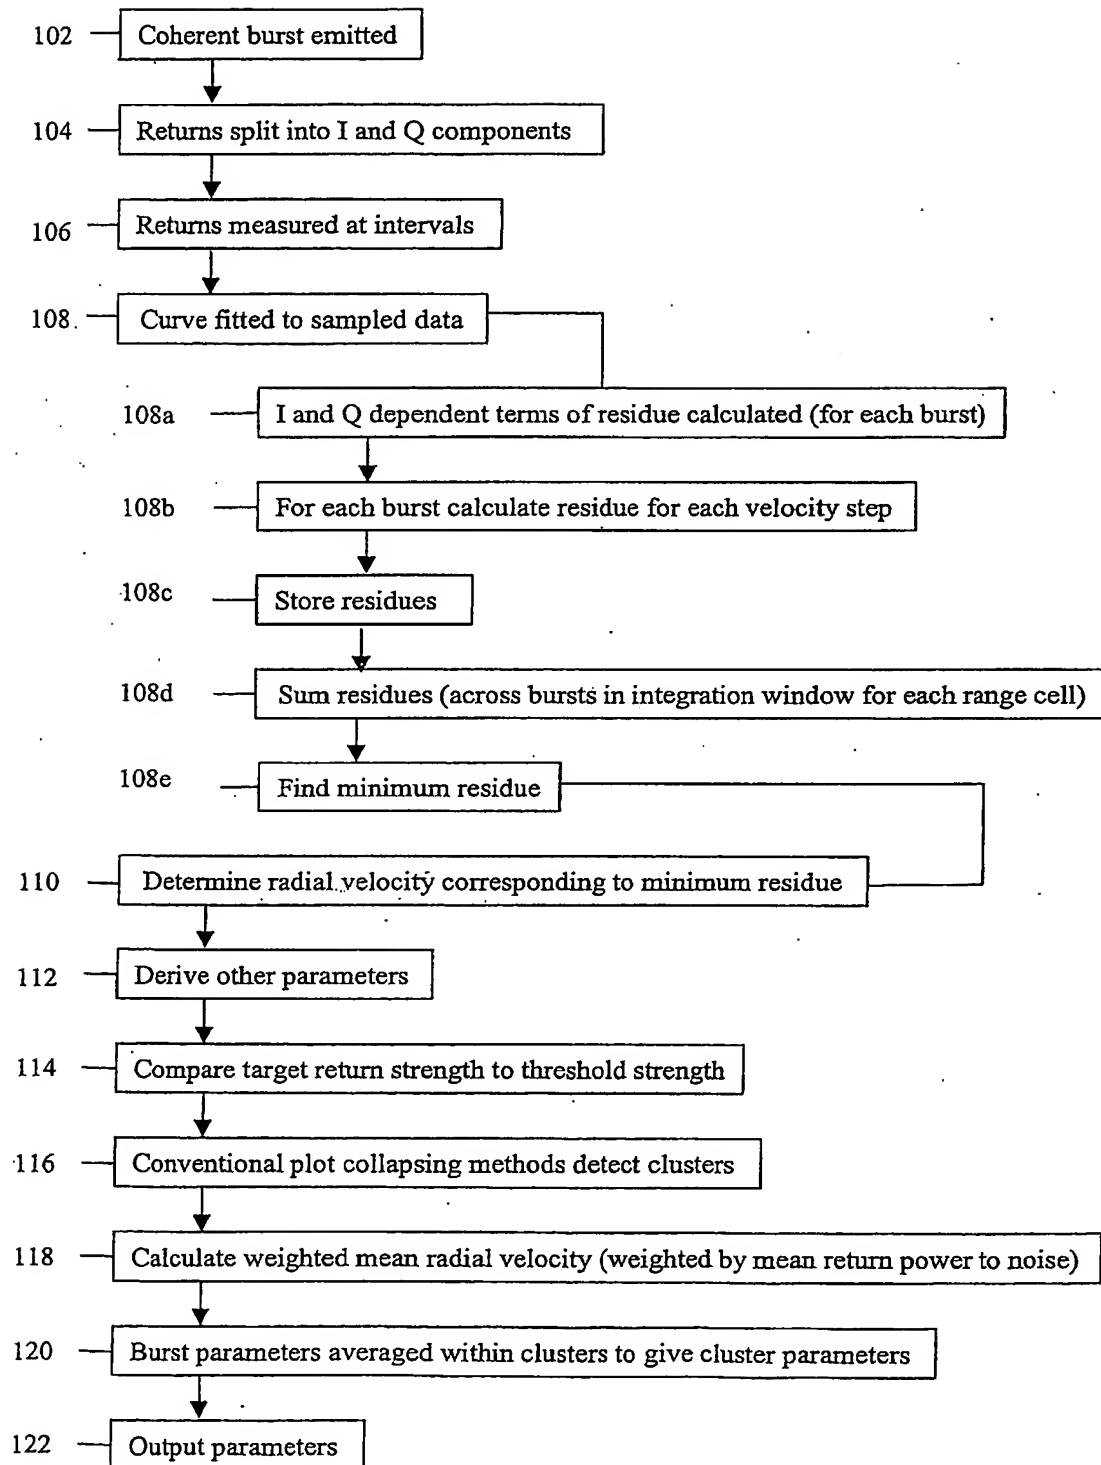 102 Coherent burst emitted
104 Returns split into I and Q components
106 Returns measured at intervals
108 Curve fitted to sampled data
108a I and Q dependent terms of residue calculated (for each burst)
108b For each burst calculate residue for each velocity step
108c Store residues
108d Sum residues (across bursts in integration window for each range cell)
108e Find minimum residue
110 Determine radial velocity corresponding to minimum residue
112 Derive other parameters
114 Compare target return strength to threshold strength
116 Conventional plot collapsing methods detect clusters
118 Calculate weighted mean radial velocity (weighted by mean return power to noise)
120 Burst parameters averaged within clusters to give cluster parameters
122 Output parameters